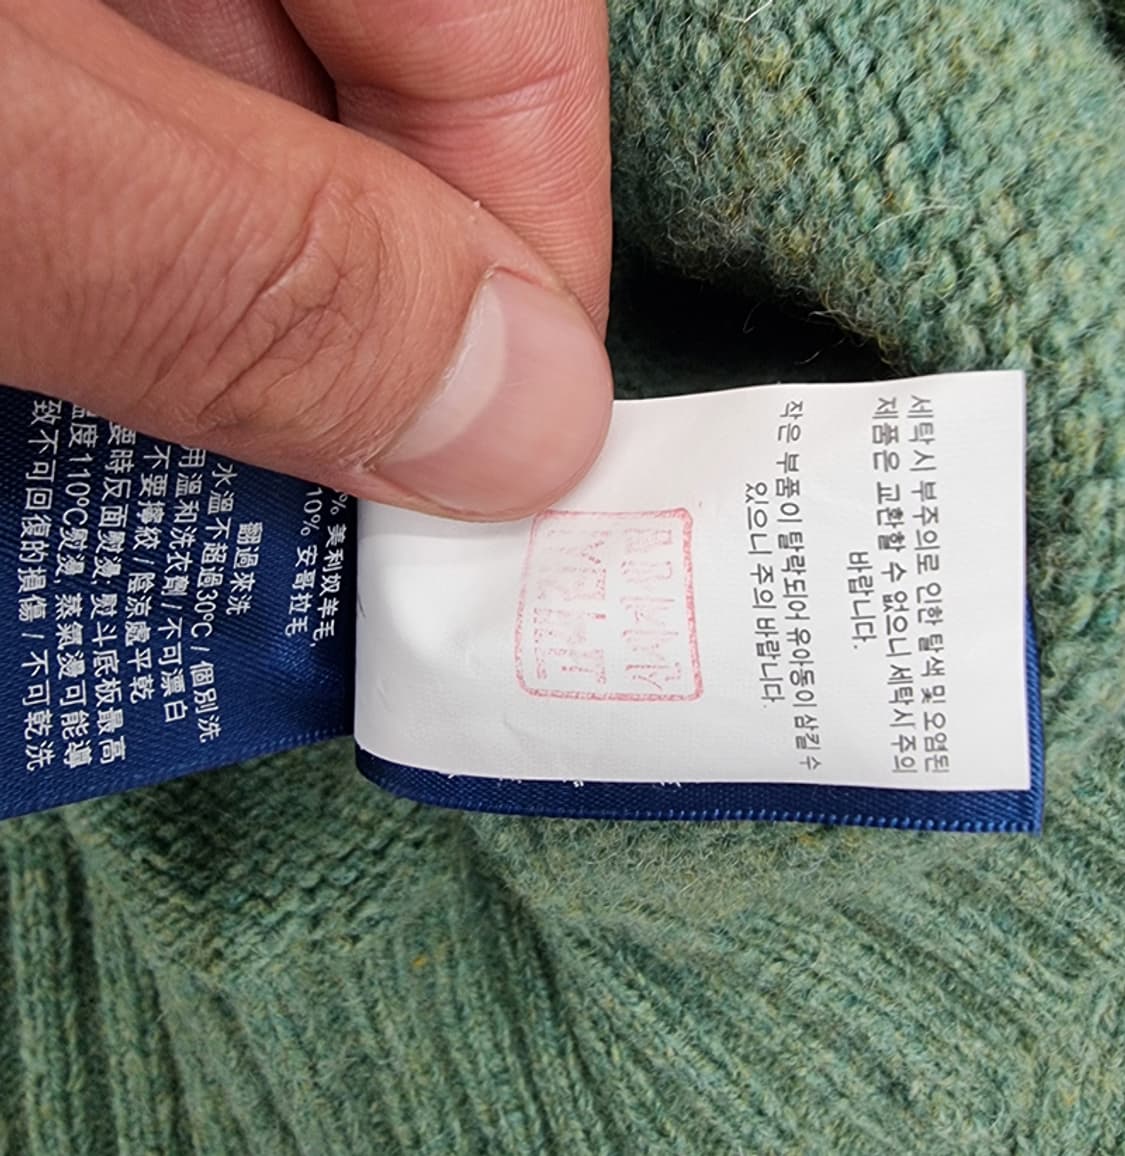 세탁시 부주의로 인한 탈색 및 오염된
제품은 교환할 수 없으니 세탁시 주의
바랍니다.
작은 부품이 탈락되어 유아동이 삼킬 수
있으니 주의 바랍니다.
% 美利奴羊毛,
10% 安哥拉毛
翻過來洗
水溫不超過30°C / 個別洗
用溫和洗衣劑 / 不可漂白
不要擰絞 / 陰涼處平乾
要時反面熨燙, 熨斗底板最高
溫度110°C熨燙, 蒸氣燙可能導
致不可回復的損傷 / 不可乾洗